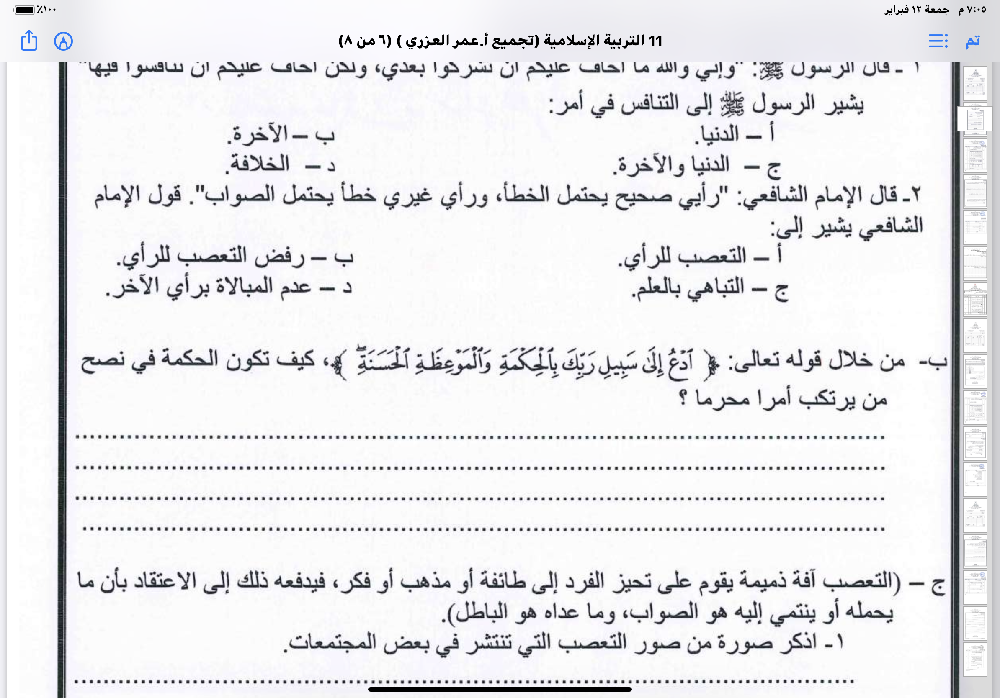 ٧:٠٥ م جمعة ١٢ فبراير
٪١٠٠
تم
11 التربية الإسلامية (تجميع أ.عمر العزري ) (٦ من ٨)
١ - قال الرسول ﷺ: "وإني والله ما أخاف عليكم أن تشركوا بعدي، ولكن أخاف عليكم أن تنافسوا فيها"
يشير الرسول ﷺ إلى التنافس في أمر:
أ – الدنيا. ب – الآخرة.
ج – الدنيا والآخرة. د – الخلافة.
٢- قال الإمام الشافعي: "رأيي صحيح يحتمل الخطأ، ورأي غيري خطأ يحتمل الصواب". قول الإمام
الشافعي يشير إلى:
أ – التعصب للرأي. ب – رفض التعصب للرأي.
ج – التباهي بالعلم. د – عدم المبالاة برأي الآخر.
ب- من خلال قوله تعالى: ﴿ ٱدۡعُ إِلَىٰ سَبِيلِ رَبِّكَ بِٱلۡحِكۡمَةِ وَٱلۡمَوۡعِظَةِ ٱلۡحَسَنَةِۖ ﴾، كيف تكون الحكمة في نصح
من يرتكب أمرا محرما ؟
ج – (التعصب آفة ذميمة يقوم على تحيز الفرد إلى طائفة أو مذهب أو فكر، فيدفعه ذلك إلى الاعتقاد بأن ما
يحمله أو ينتمي إليه هو الصواب، وما عداه هو الباطل).
١- اذكر صورة من صور التعصب التي تنتشر في بعض المجتمعات.